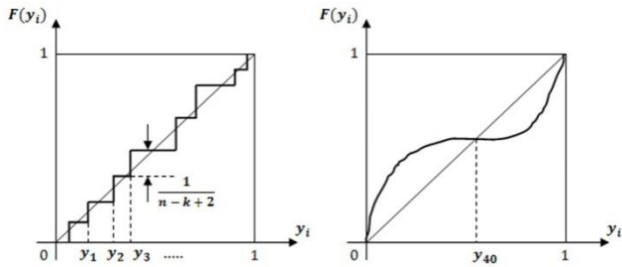 F(y_i)
1
1/(n − k + 2)
0 y_1 y_2 y_3 ..... 1 y_i
F(y_i)
1
0 y_40 1 y_i